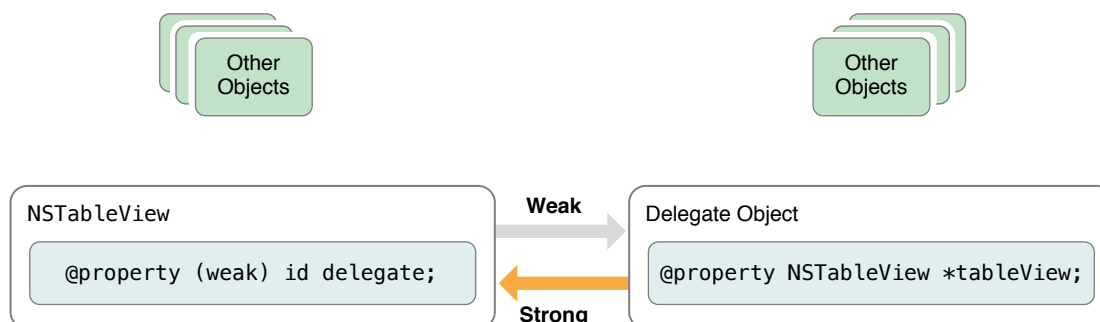 Other
Objects
Other
Objects
Weak
NSTableView
Delegate Object
@property (weak) id delegate;
@property NSTableView *tableView;
Strong